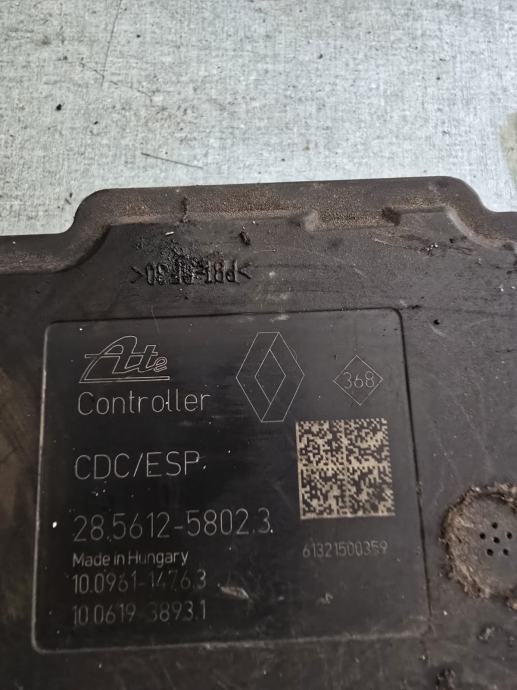 >PBT-GF30<
Ate
368
Controller
CDC/ESP
28.5612-5802.3
Made in Hungary
61321500359
10.0961-1476.3
10.0619-3893.1